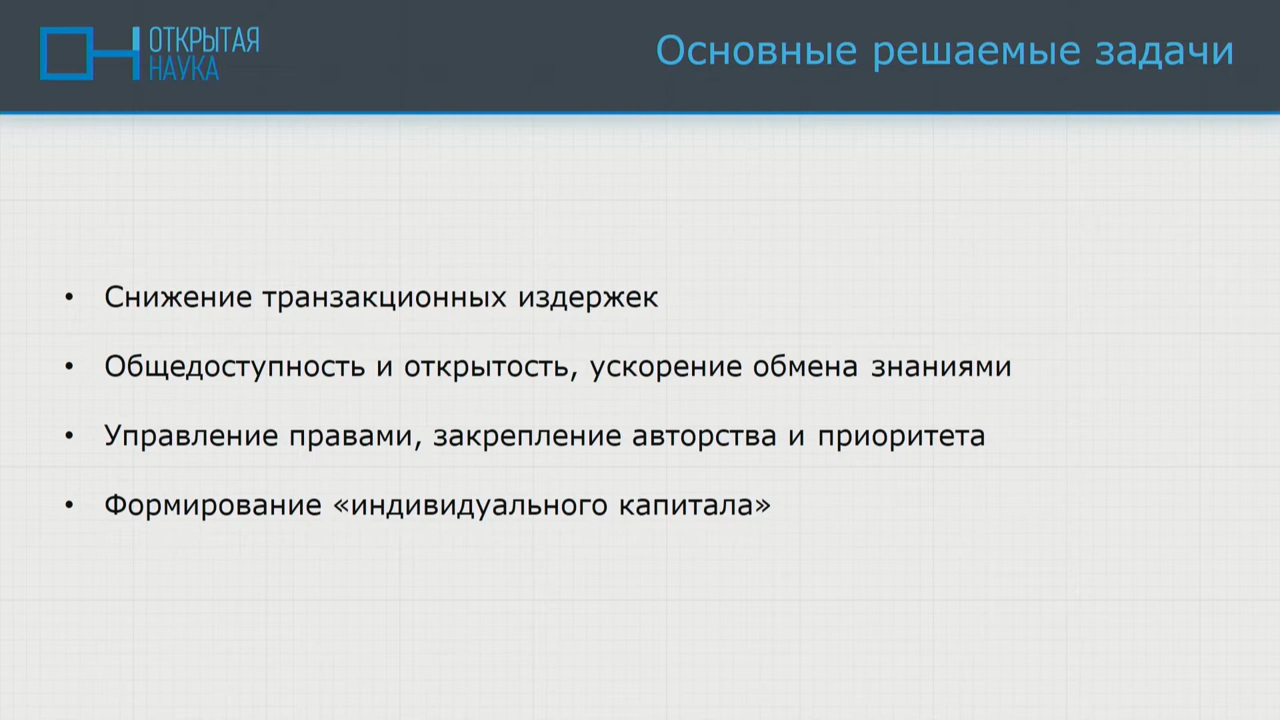 ОТКРЫТАЯ
НАУКА
Основные решаемые задачи
• Снижение транзакционных издержек
• Общедоступность и открытость, ускорение обмена знаниями
• Управление правами, закрепление авторства и приоритета
• Формирование «индивидуального капитала»